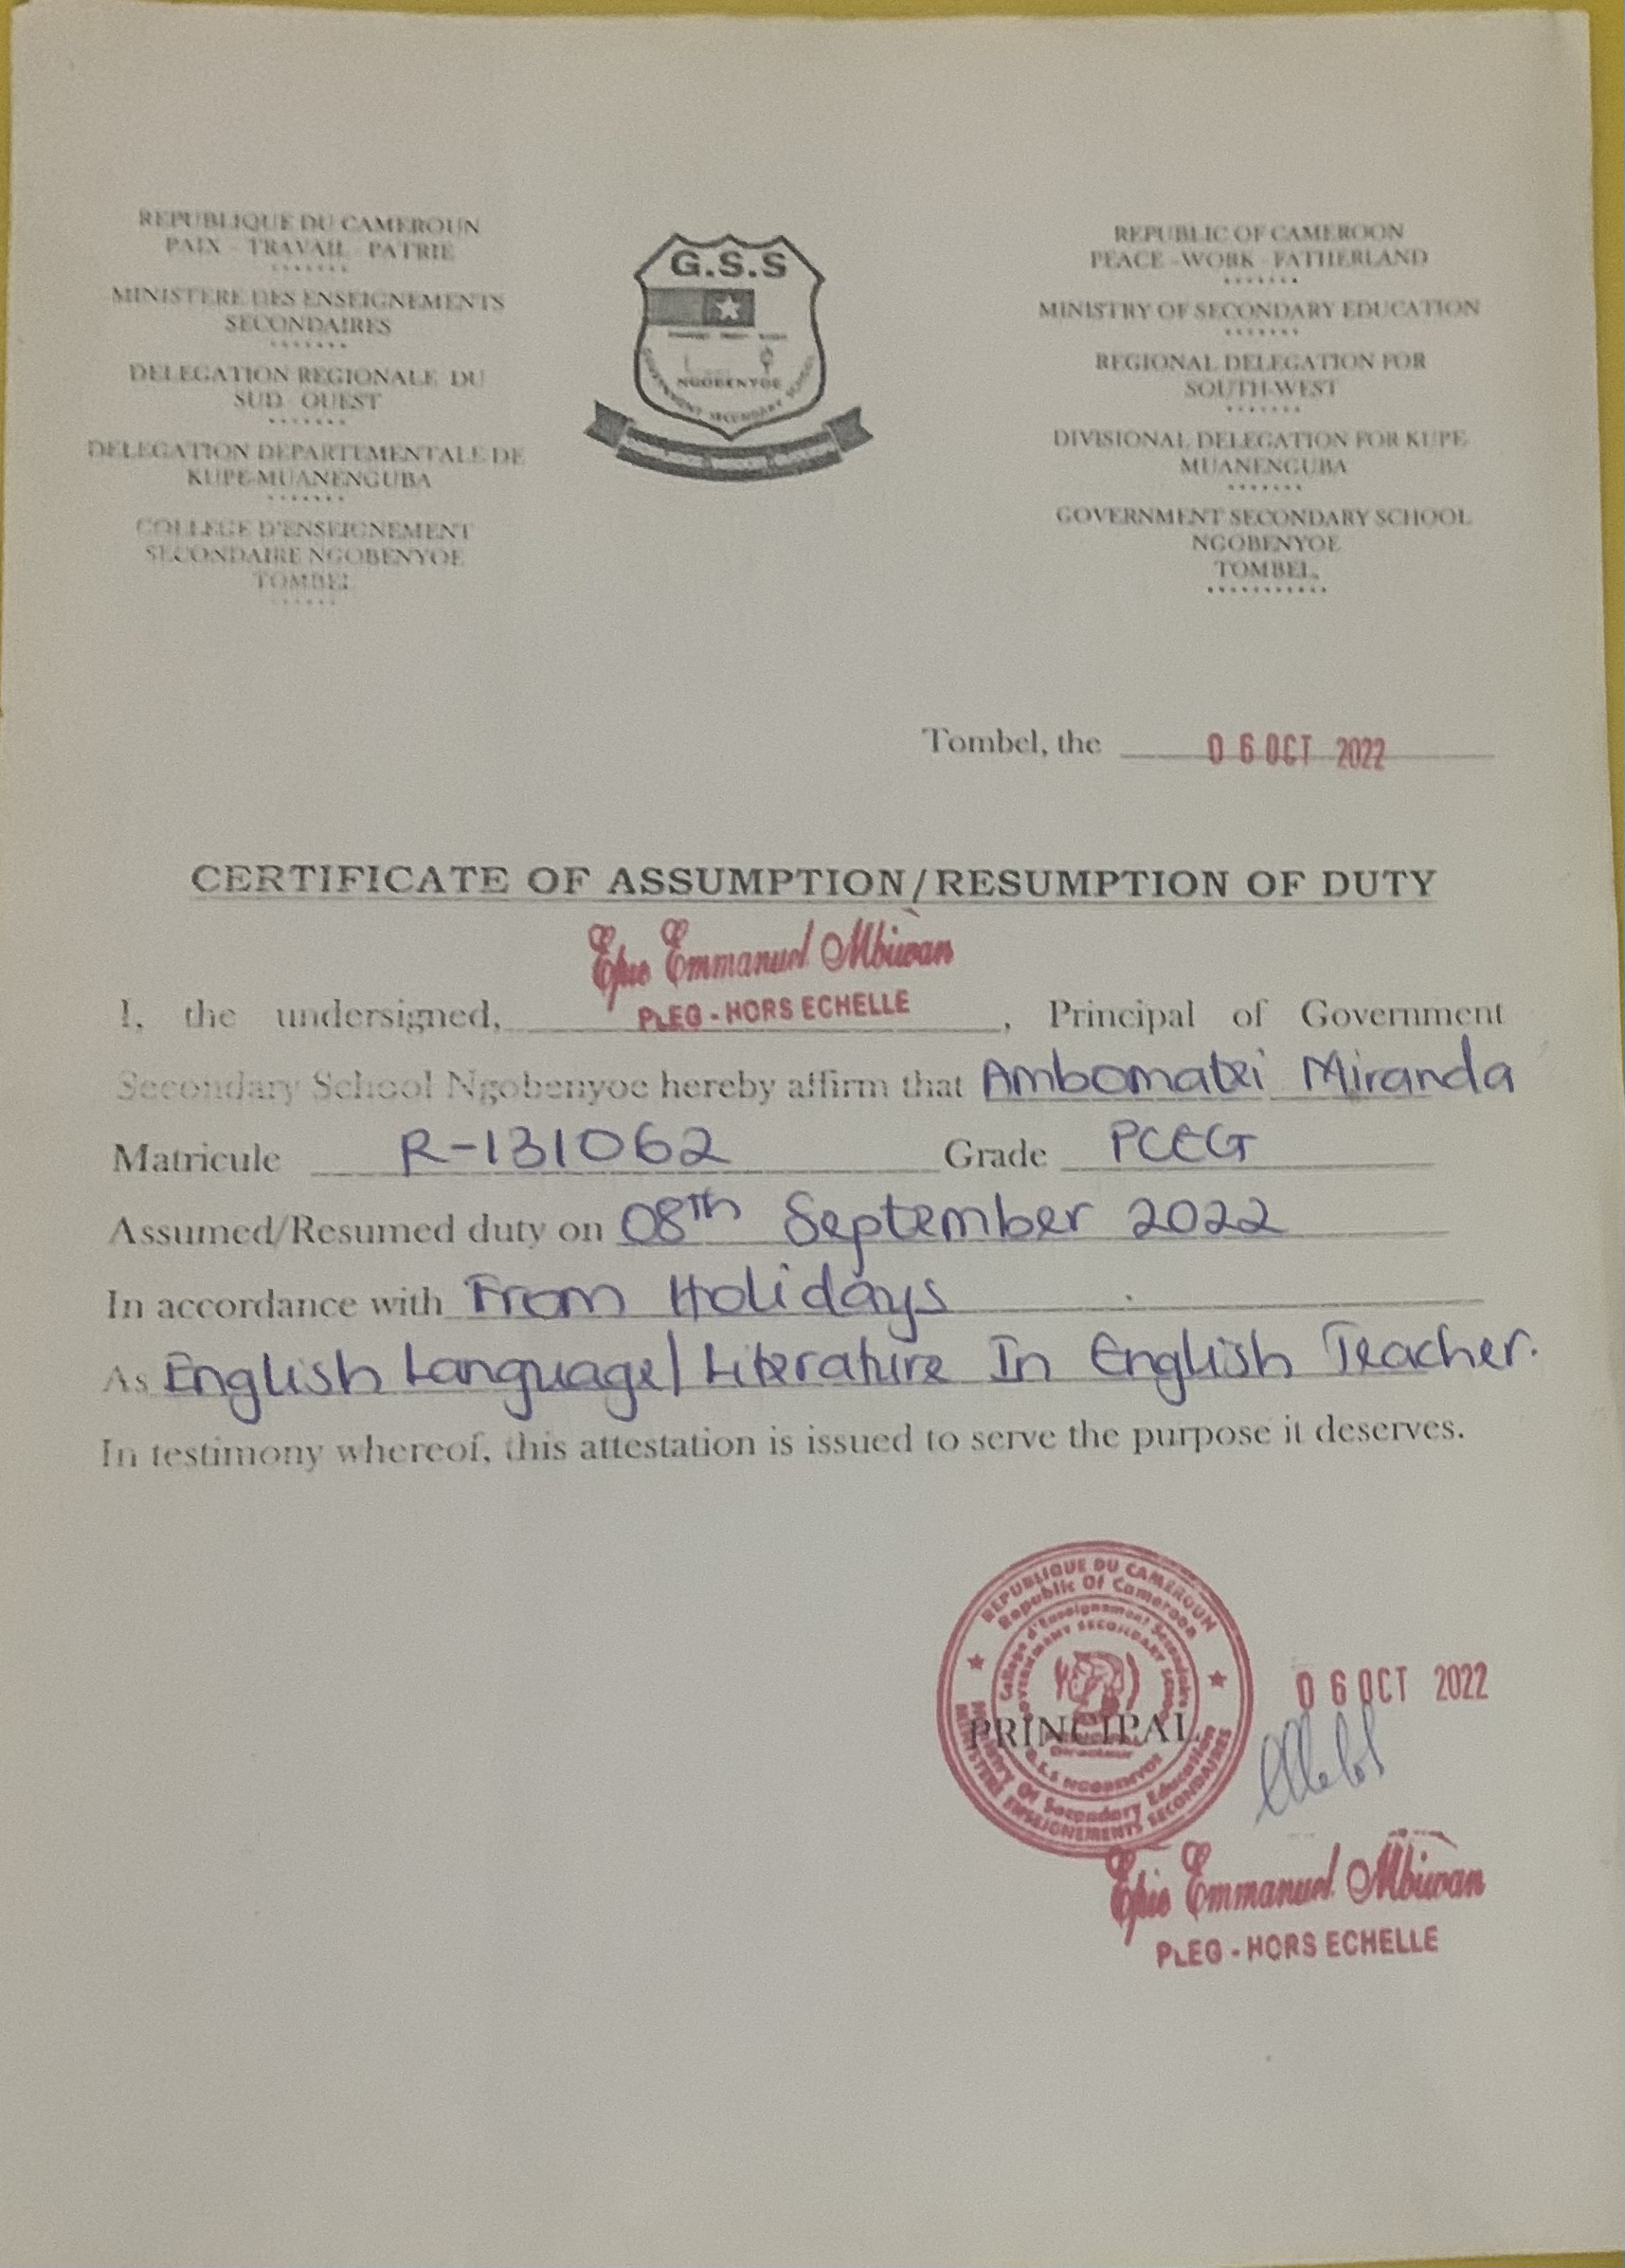 REPUBLIQUE DU CAMEROUN
PAIX - TRAVAIL - PATRIE
MINISTERE DES ENSEIGNEMENTS
SECONDAIRES
DELEGATION REGIONALE DU
SUD OUEST
DELEGATION DEPARTEMENTALE DE
KUPE-MUANENGUBA
COLLEGE D'ENSEIGNEMENT
SECONDAIRE NGOBENYOE
TOMBEL
G.S.S
NGOBENYOE
GOVERNMENT SECONDARY SCHOOL
REPUBLIC OF CAMEROON
PEACE -WORK - FATHERLAND
MINISTRY OF SECONDARY EDUCATION
REGIONAL DELEGATION FOR
SOUTH-WEST
DIVISIONAL DELEGATION FOR KUPE
MUANENGUBA
GOVERNMENT SECONDARY SCHOOL
NGOBENYOE
TOMBEL
Tombel, the 06 OCT 2022
CERTIFICATE OF ASSUMPTION/RESUMPTION OF DUTY
Epie Emmanuel Mbiwan
I, the undersigned, PLEG - HORS ECHELLE, Principal of Government
Secondary School Ngobenyoe hereby affirm that Ambomatei Miranda
Matricule R-131062 Grade PCEG
Assumed/Resumed duty on 08th September 2022
In accordance with From Holidays
As English Language/ Literature In English Teacher.
In testimony whereof, this attestation is issued to serve the purpose it deserves.
REPUBLIQUE DU CAMEROUN
Republic Of Cameroon
College d'Enseignement Secondaire
GOVERNMENT SECONDARY SCHOOL
06 OCT 2022
PRINCIPAL
Directeur
G.S.S NGOBENYOE
Ministry Of Secondary Education
MINISTERE ENSEIGNEMENTS SECONDAIRES
Epie Emmanuel Mbiwan
PLEG - HORS ECHELLE